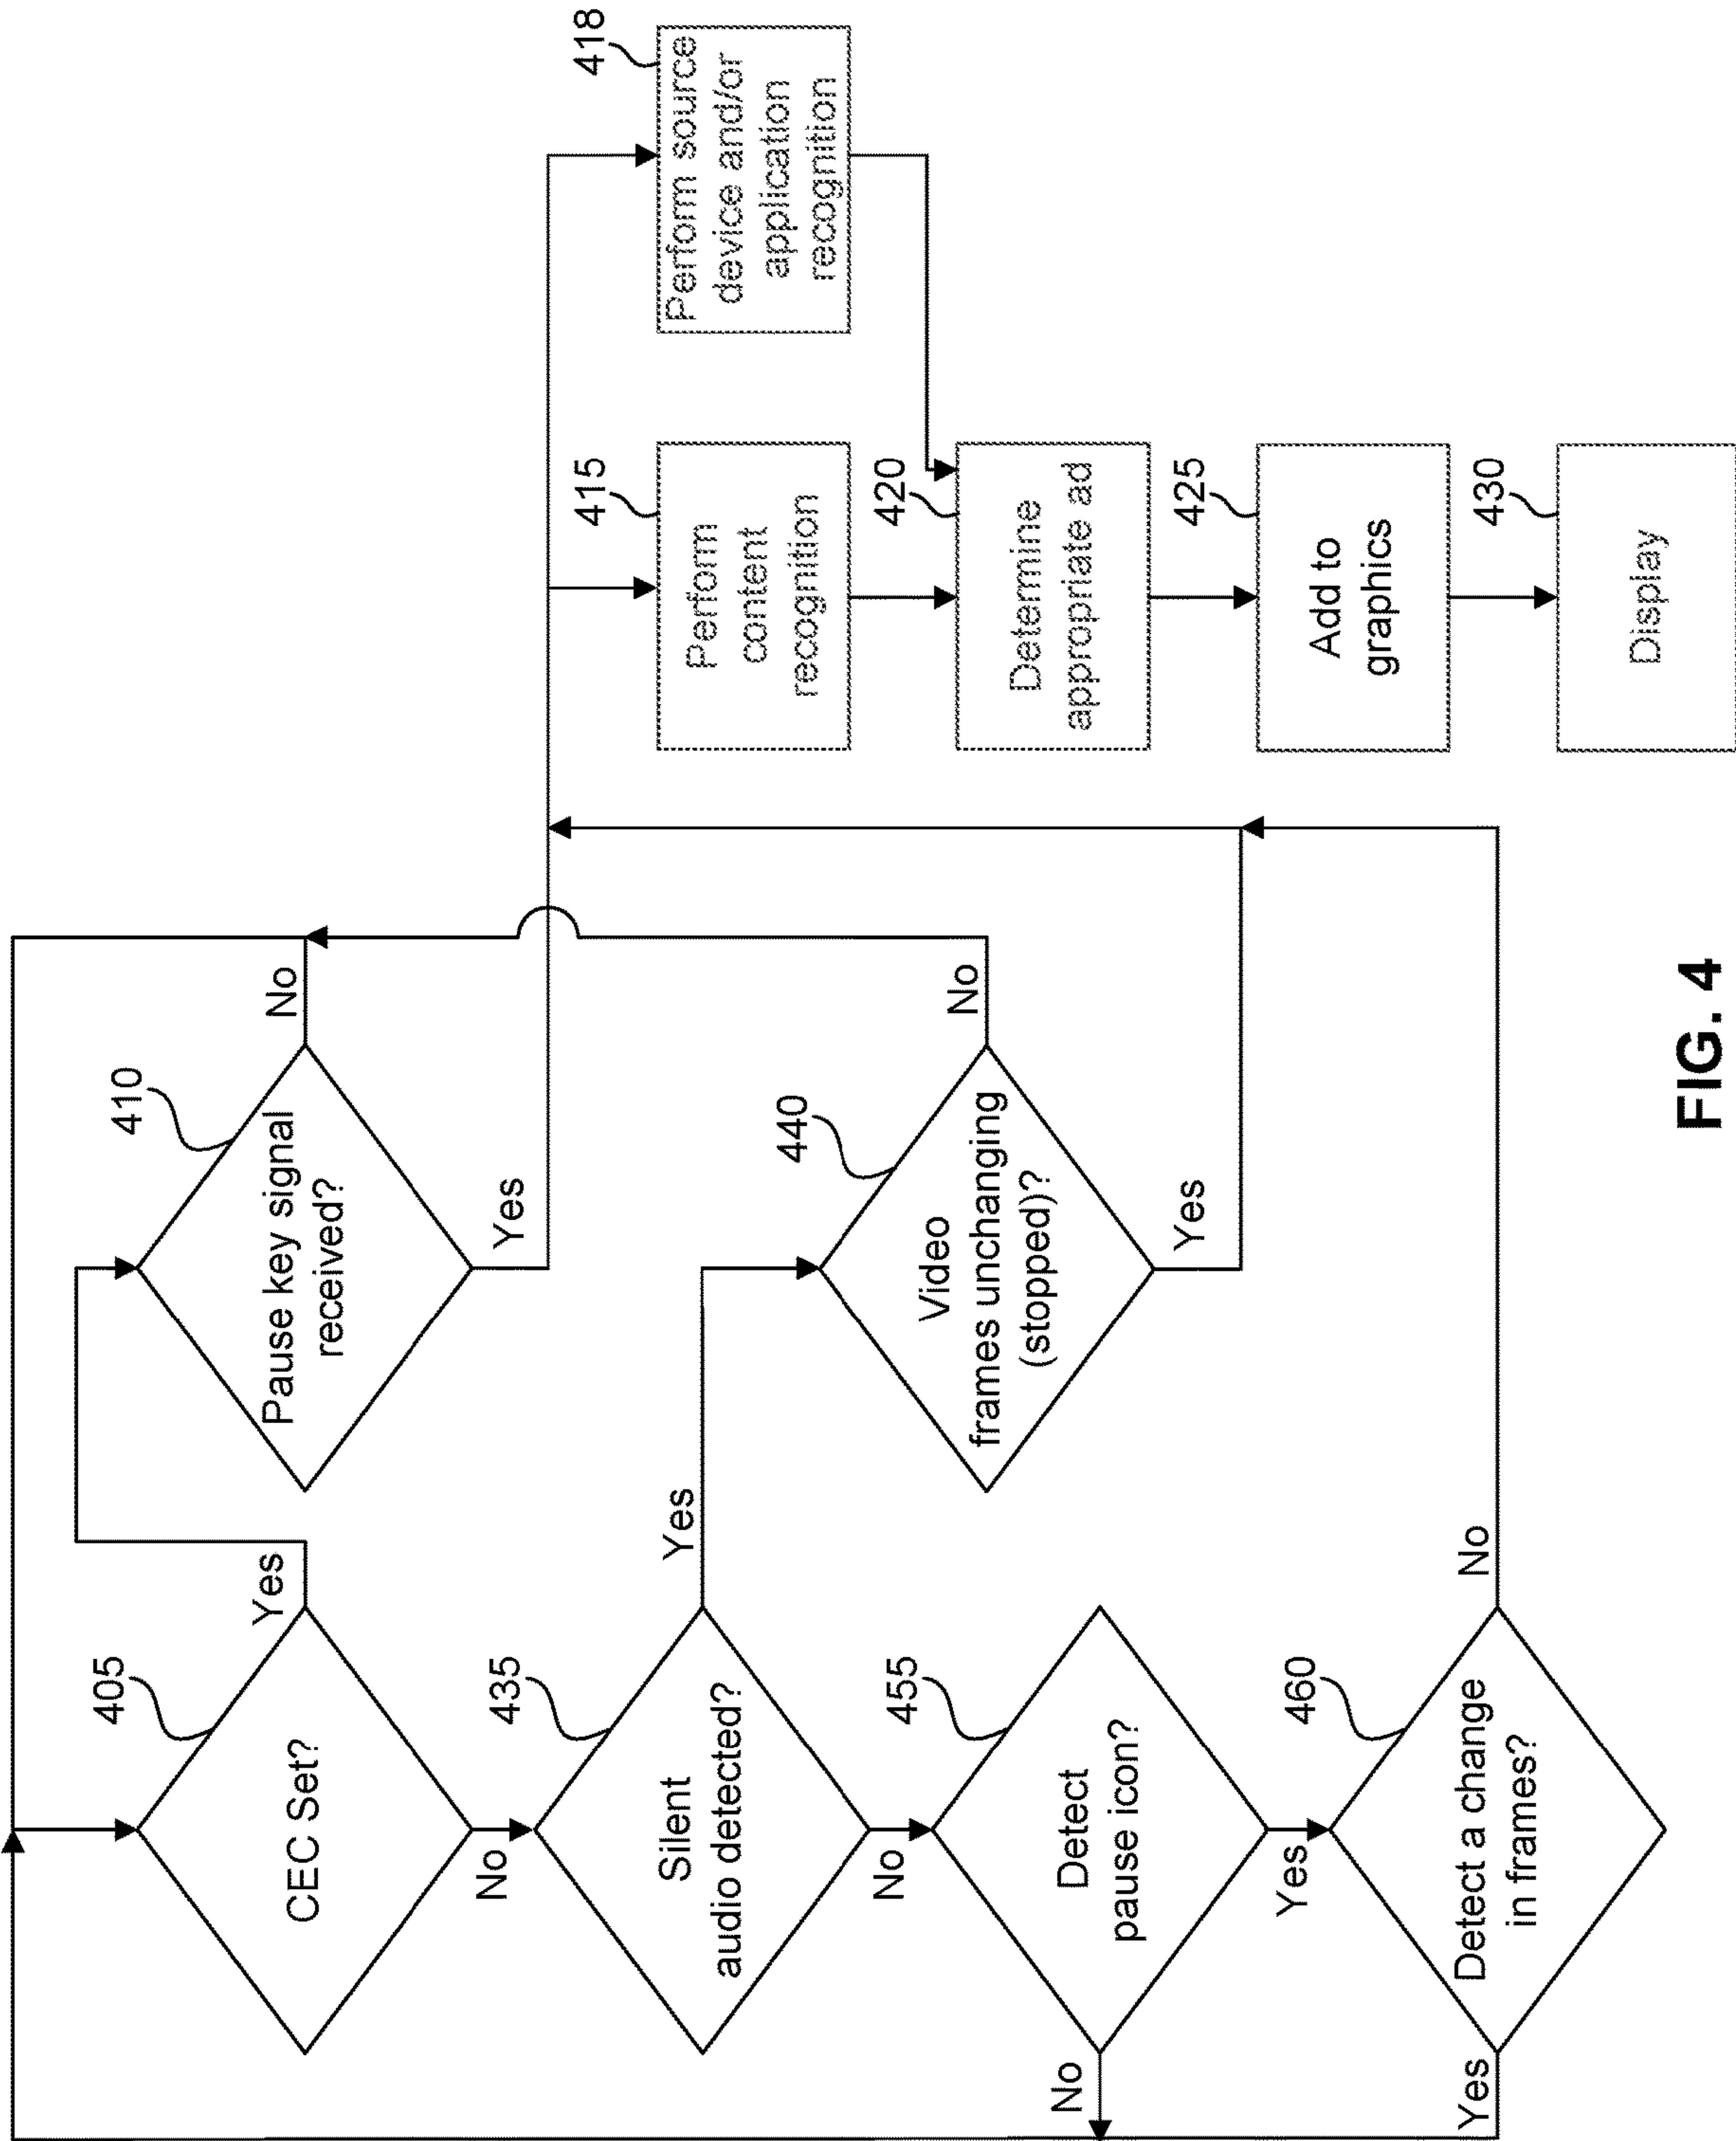 405
CEC Set?
Yes
No
410
Pause key signal
received?
No
Yes
435
Silent
audio detected?
Yes
No
440
Video
frames unchanging
(stopped)?
No
Yes
455
Detect
pause icon?
No
Yes
460
Detect a change
in frames?
Yes
No
415
Perform
content
recognition
418
Perform source
device and/or
application
recognition
420
Determine
appropriate ad
425
Add to
graphics
430
Display
FIG. 4